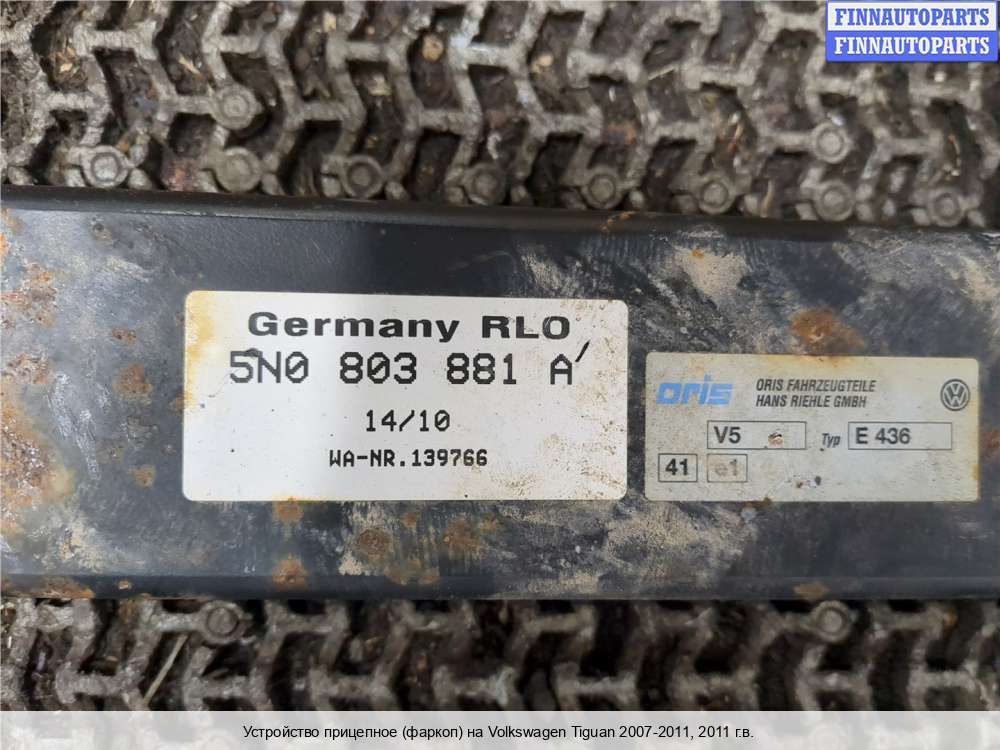 FINNAUTOPARTS
FINNAUTOPARTS
Germany RLO
5N0 803 881 A
14/10
WA-NR.139766
oris
ORIS FAHRZEUGTEILE
HANS RIEHLE GMBH
V5 Typ E 436
41 e1
Устройство прицепное (фаркоп) на Volkswagen Tiguan 2007-2011, 2011 г.в.